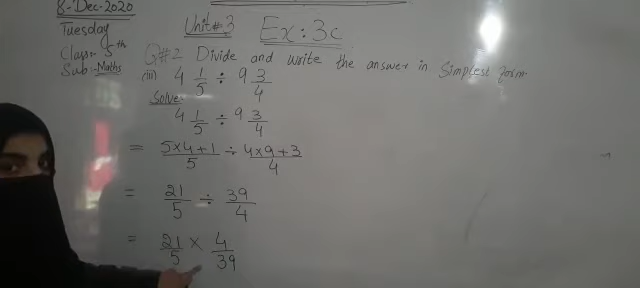 8-Dec-2020
Unit#3 Ex:3c
Tuesday
Class:- 5th
Sub:- Maths
Q#2 Divide and write the answer in Simplest form.
(iii) 4 1/5 ÷ 9 3/4
Solve:-
4 1/5 ÷ 9 3/4
= 5×4+1/5 ÷ 4×9+3/4
= 21/5 ÷ 39/4
= 21/5 × 4/39